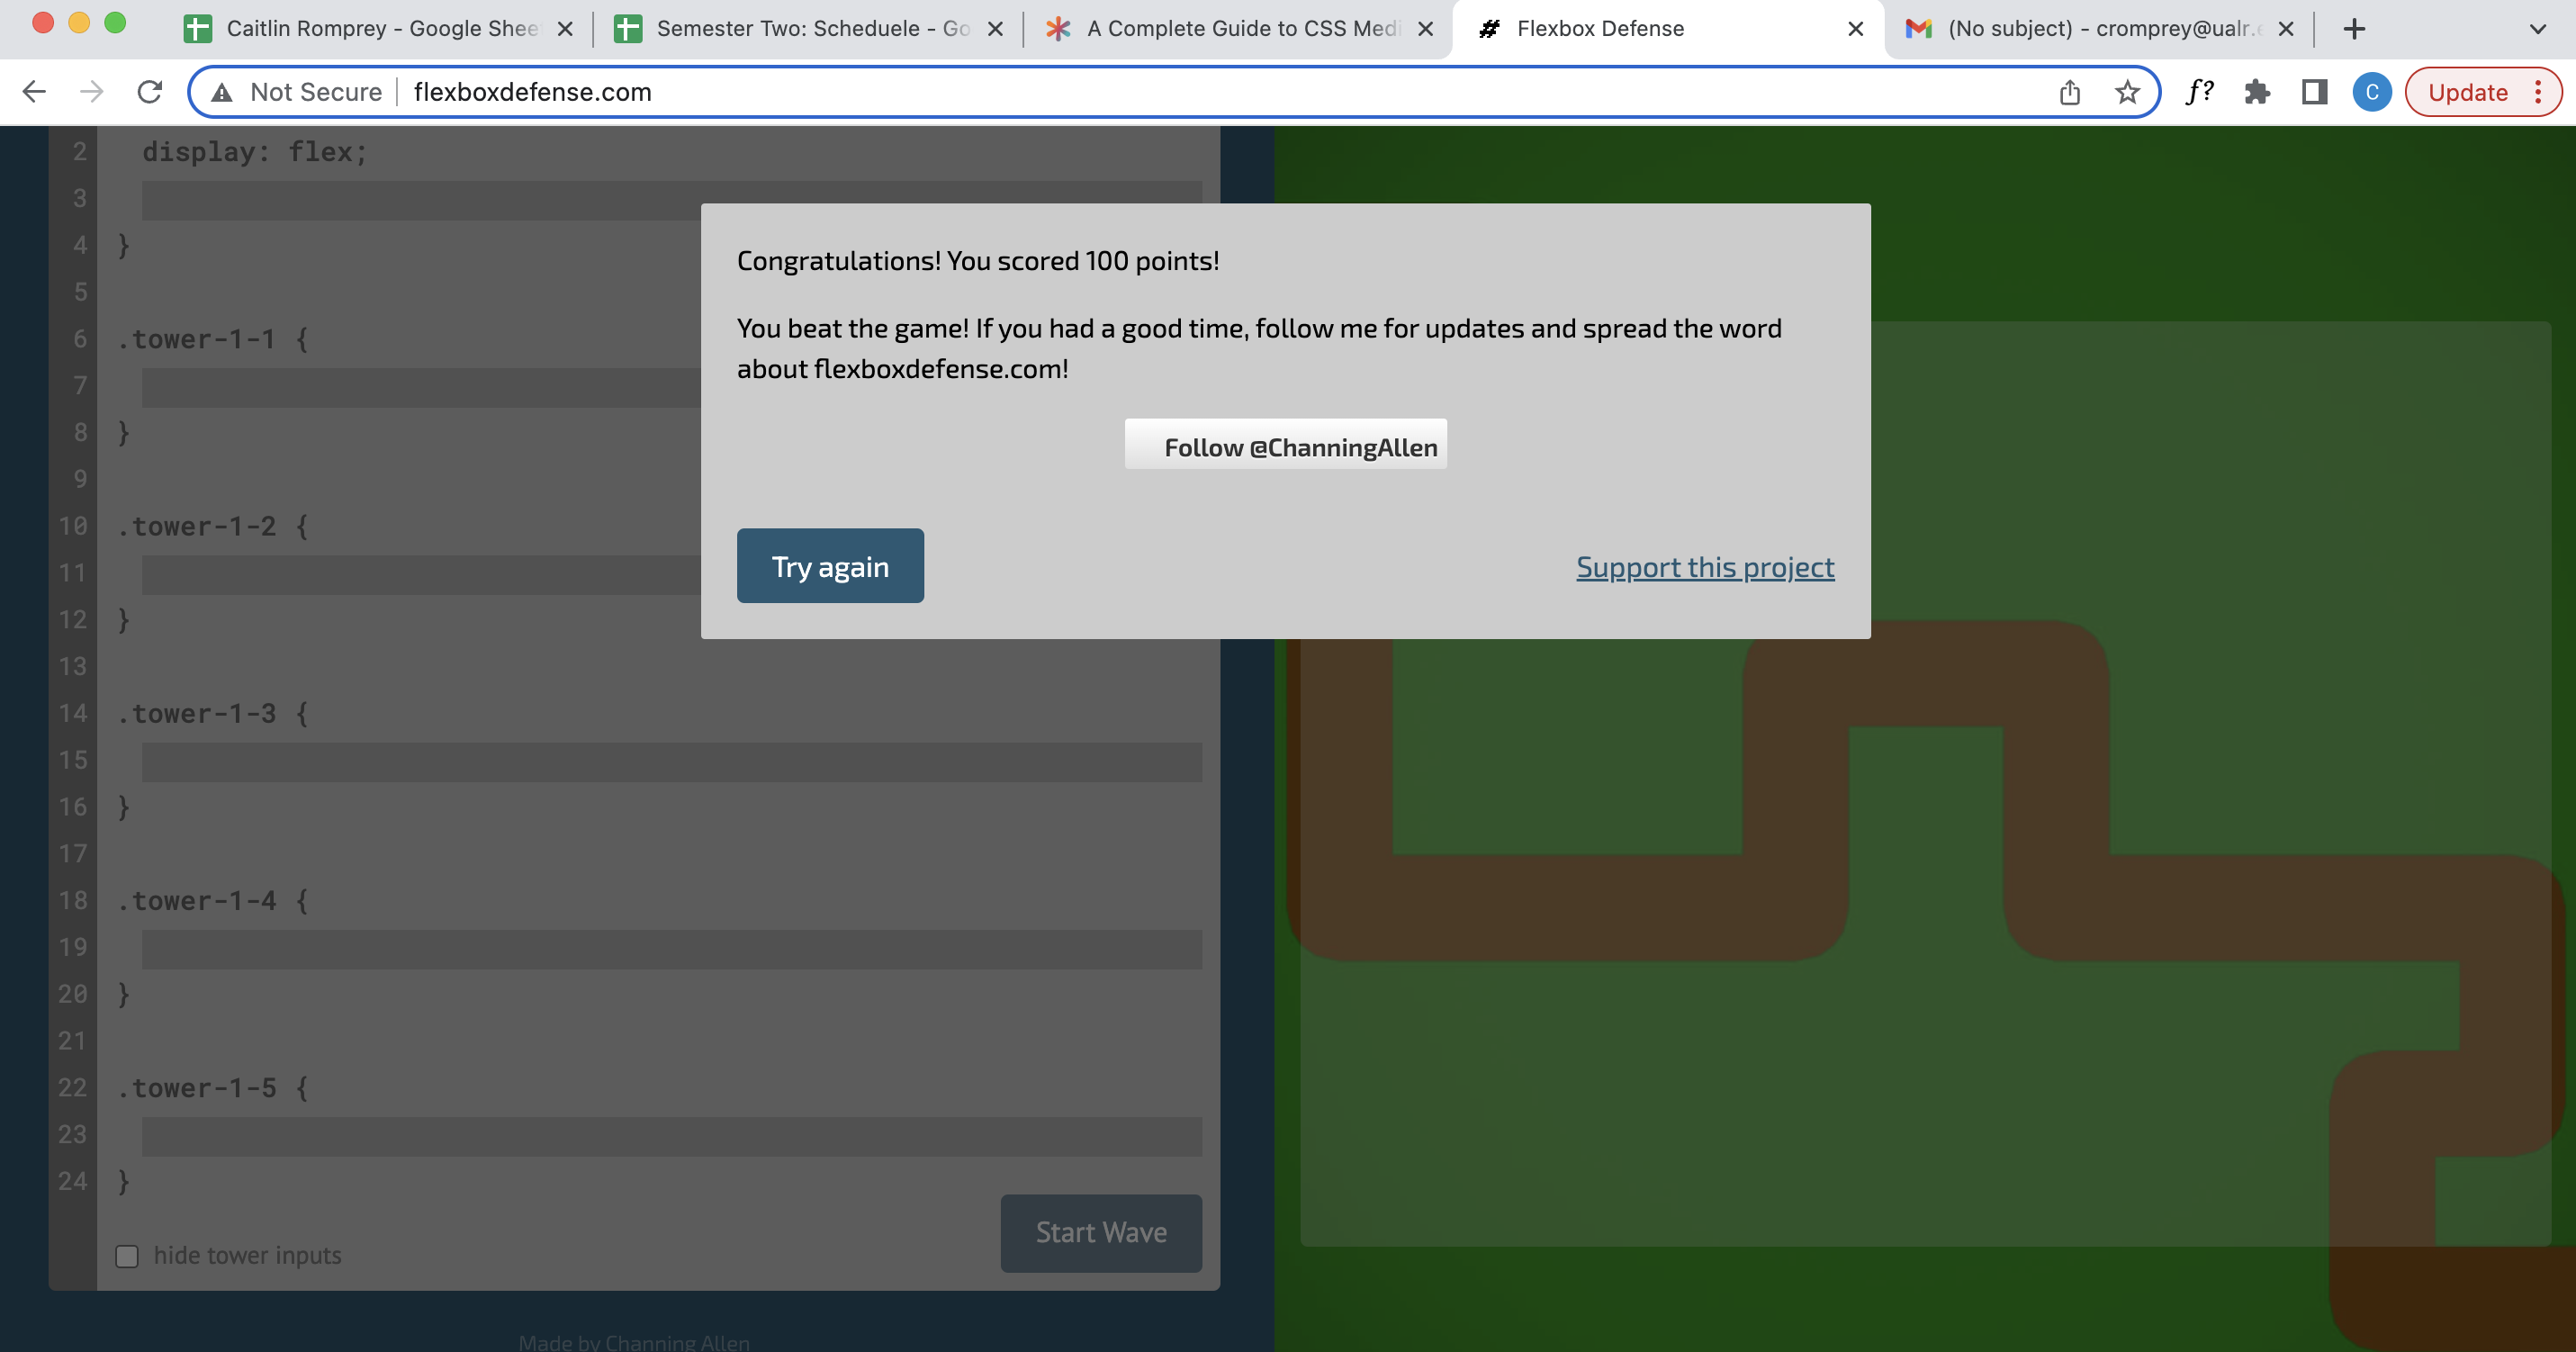 Caitlin Romprey - Google Shee
Semester Two: Scheduele - Go
A Complete Guide to CSS Medi
Flexbox Defense
(No subject) - cromprey@ualr.e
Not Secure
flexboxdefense.com
f?
C
Update
2 display: flex;
3
4 }
5
6 .tower-1-1 {
7
8 }
9
10 .tower-1-2 {
11
12 }
13
14 .tower-1-3 {
15
16 }
17
18 .tower-1-4 {
19
20 }
21
22 .tower-1-5 {
23
24 }
hide tower inputs
Start Wave
Made by Channing Allen
Congratulations! You scored 100 points!
You beat the game! If you had a good time, follow me for updates and spread the word
about flexboxdefense.com!
Follow @ChanningAllen
Try again
Support this project